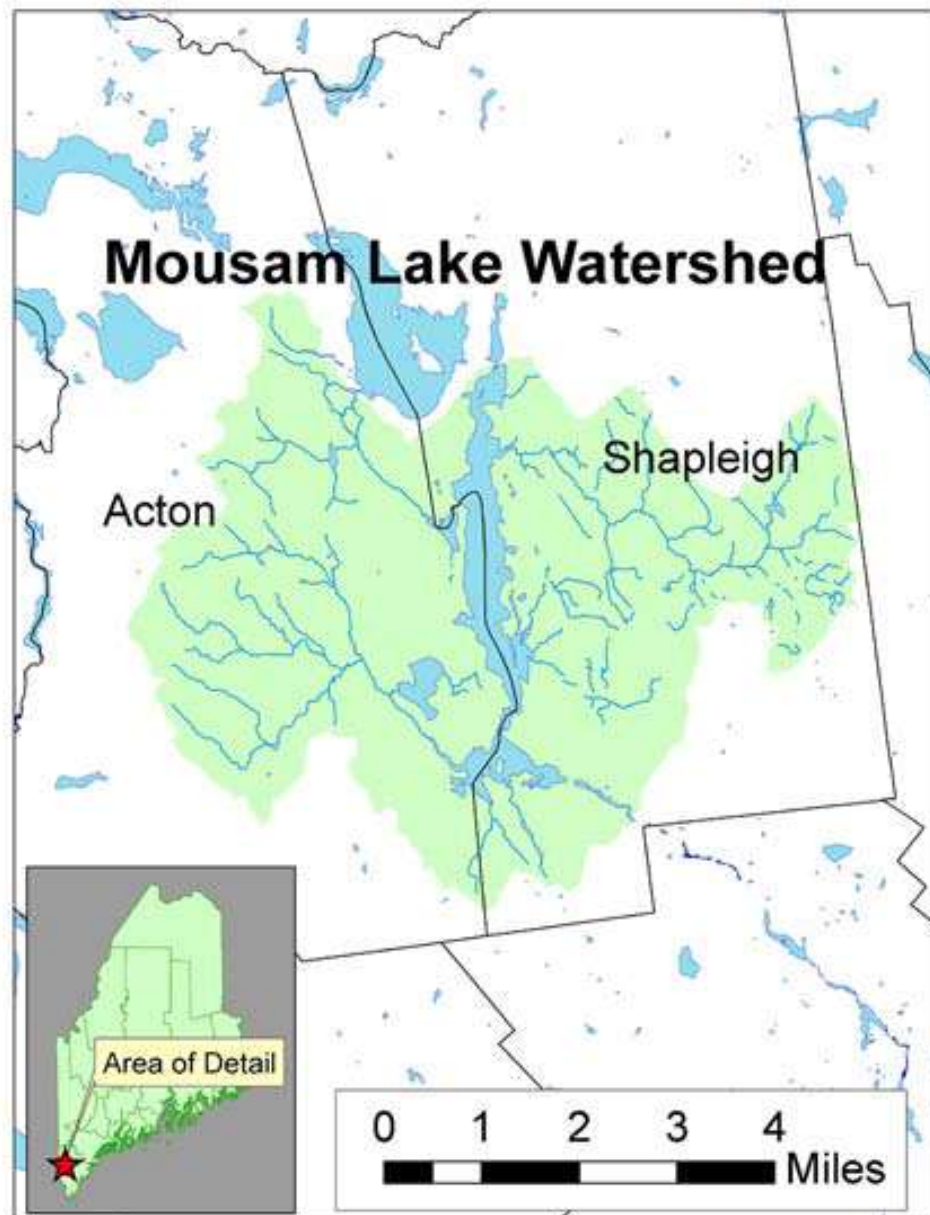 Mousam Lake Watershed
Shapleigh
Acton
Area of Detail
0 1 2 3 4
Miles